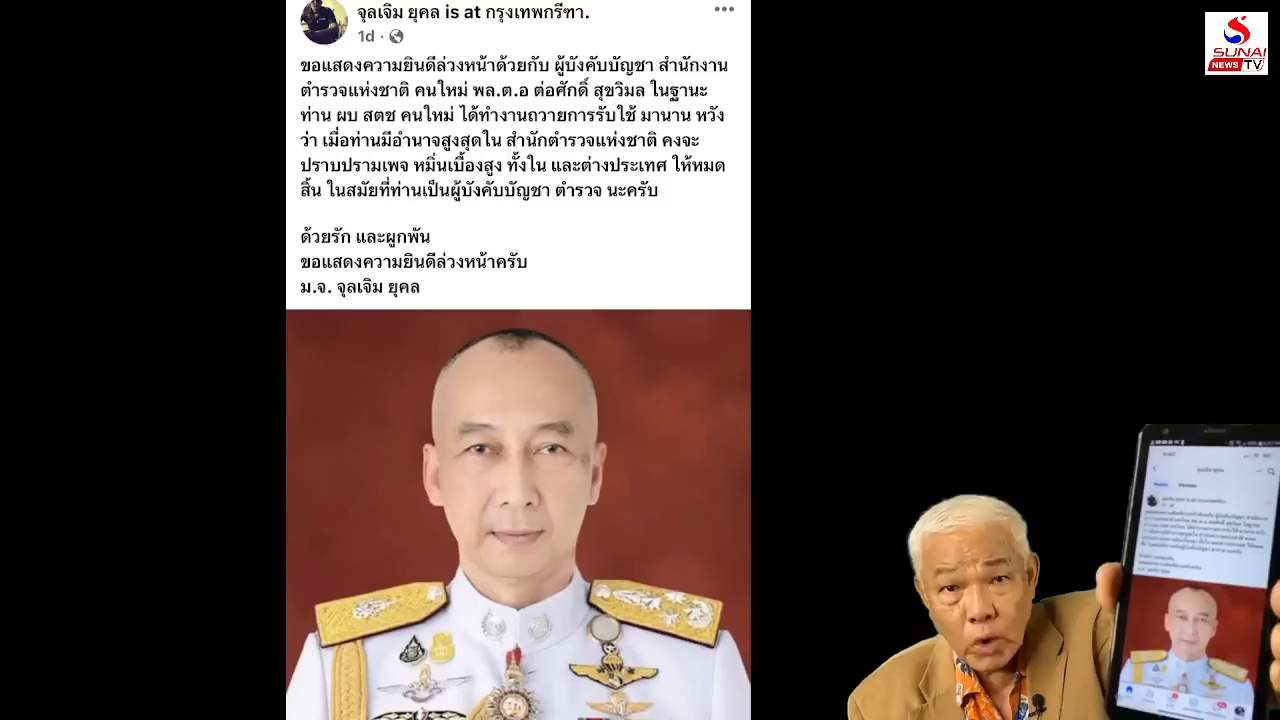 จุลเจิม ยุคล is at กรุงเทพกรีฑา.
1d
ขอแสดงความยินดีล่วงหน้าด้วยกับ ผู้บังคับบัญชา สำนักงาน
ตำรวจแห่งชาติ คนใหม่ พล.ต.อ ต่อศักดิ์ สุขวิมล ในฐานะ
ท่าน ผบ สตช คนใหม่ ได้ทำงานถวายการรับใช้ มานาน หวัง
ว่า เมื่อท่านมีอำนาจสูงสุดใน สำนักตำรวจแห่งชาติ คงจะ
ปราบปรามเพจ หมิ่นเบื้องสูง ทั้งใน และต่างประเทศ ให้หมด
สิ้น ในสมัยที่ท่านเป็นผู้บังคับบัญชา ตำรวจ นะครับ
ด้วยรัก และผูกพัน
ขอแสดงความยินดีล่วงหน้าครับ
ม.จ. จุลเจิม ยุคล
SUNAI
NEWS TV